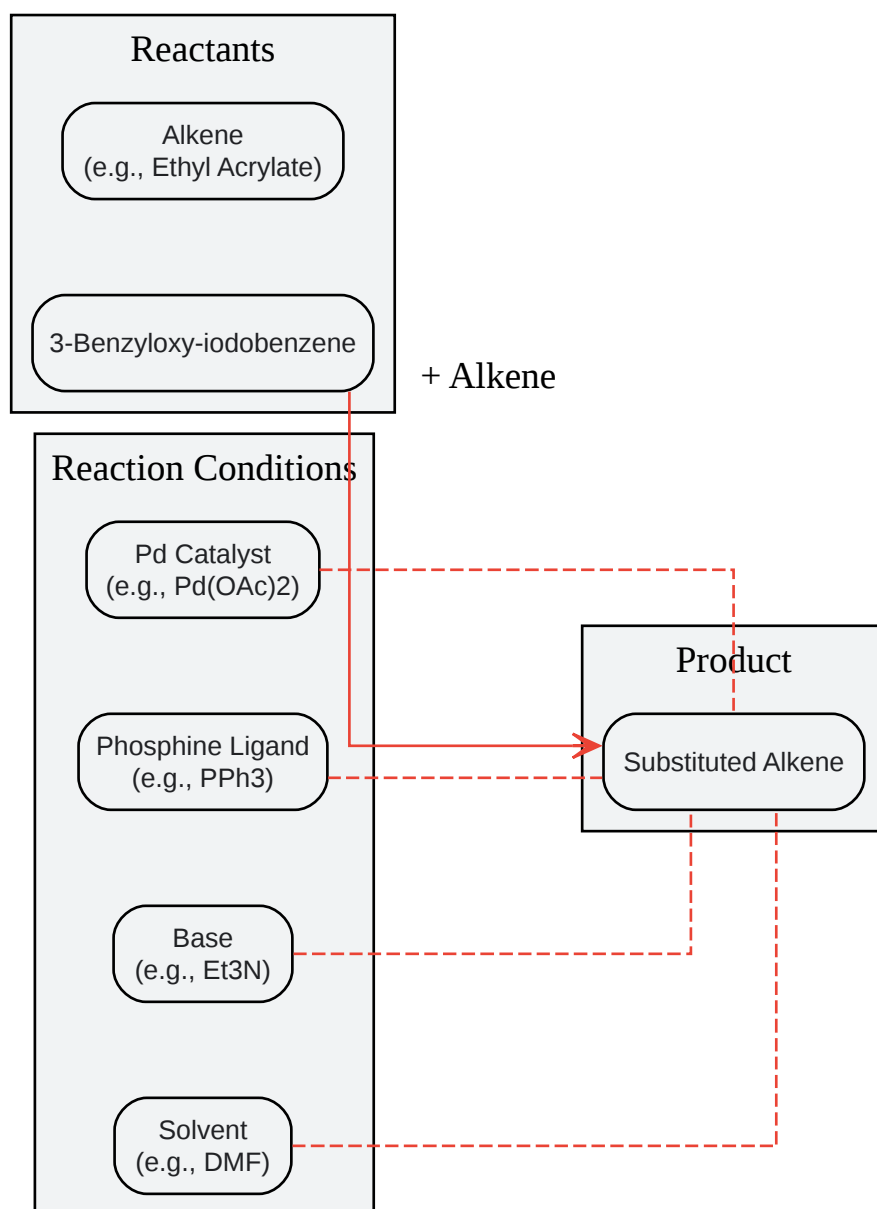 Reactants
Alkene
(e.g., Ethyl Acrylate)
3-Benzyloxy-iodobenzene
+ Alkene
Reaction Conditions
Pd Catalyst
(e.g., Pd(OAc)2)
Phosphine Ligand
(e.g., PPh3)
Base
(e.g., Et3N)
Solvent
(e.g., DMF)
Product
Substituted Alkene